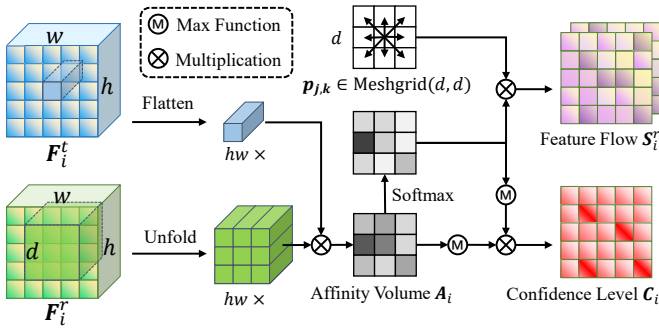 w
h
F_i^t
Flatten
hw ×
M Max Function
⊗ Multiplication
d
p_{j,k} ∈ Meshgrid(d, d)
Feature Flow S_i^r
Softmax
w
d
h
F_i^r
Unfold
hw ×
Affinity Volume A_i
M
M
Confidence Level C_i